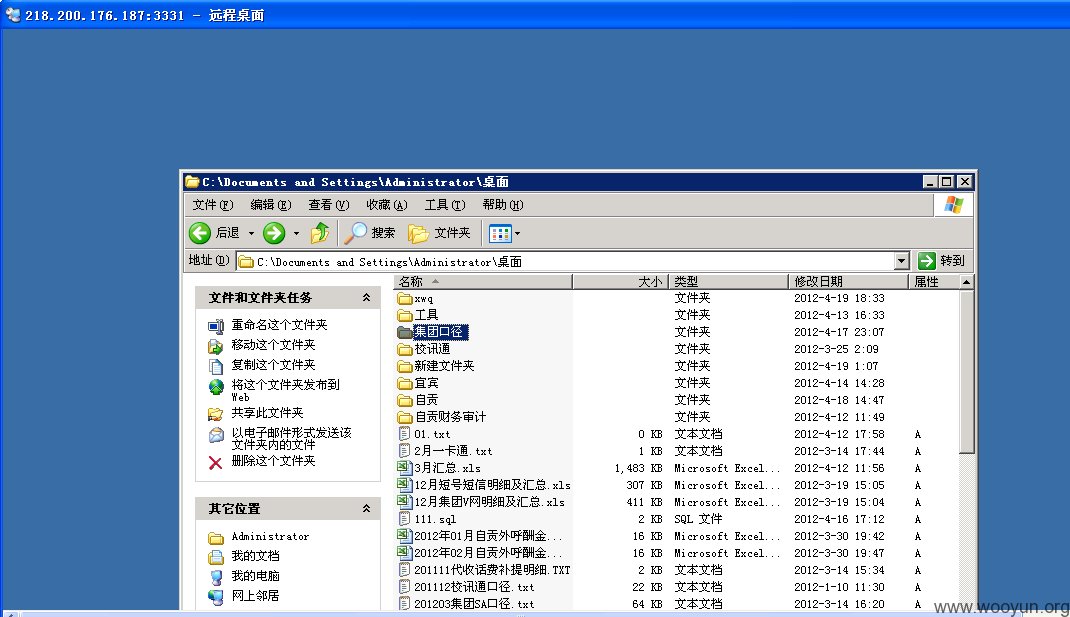 218.200.176.187:3331 - 远程桌面
C:\Documents and Settings\Administrator\桌面
文件(F) 编辑(E) 查看(V) 收藏(A) 工具(T) 帮助(H)
后退 搜索 文件夹
地址(D) C:\Documents and Settings\Administrator\桌面 转到
文件和文件夹任务
重命名这个文件夹
移动这个文件夹
复制这个文件夹
将这个文件夹发布到
Web
共享此文件夹
以电子邮件形式发送该
文件夹内的文件
删除这个文件夹
其它位置
Administrator
我的文档
我的电脑
网上邻居
名称 大小 类型 修改日期 属性
xwq 文件夹 2012-4-19 18:33
工具 文件夹 2012-4-13 16:33
集团口径 文件夹 2012-4-17 23:07
校讯通 文件夹 2012-3-25 2:09
新建文件夹 文件夹 2012-4-19 1:07
宜宾 文件夹 2012-4-14 14:28
自贡 文件夹 2012-4-18 14:47
自贡财务审计 文件夹 2012-4-12 11:49
01.txt 0 KB 文本文档 2012-4-12 17:58 A
2月一卡通.txt 1 KB 文本文档 2012-3-14 17:44 A
3月汇总.xls 1,483 KB Microsoft Excel... 2012-4-12 11:56 A
12月短号短信明细及汇总.xls 307 KB Microsoft Excel... 2012-3-19 15:05 A
12月集团V网明细及汇总.xls 411 KB Microsoft Excel... 2012-3-19 15:04 A
111.sql 2 KB SQL 文件 2012-4-16 17:12 A
2012年01月自贡外呼酬金... 16 KB Microsoft Excel... 2012-3-30 19:42 A
2012年02月自贡外呼酬金... 16 KB Microsoft Excel... 2012-3-30 19:47 A
201111代收话费补提明细.TXT 2 KB 文本文档 2012-3-14 15:34 A
201112校讯通口径.txt 22 KB 文本文档 2012-1-10 11:30 A
201203集团SA口径.txt 64 KB 文本文档 2012-3-14 16:20 A
www.wooyun.org